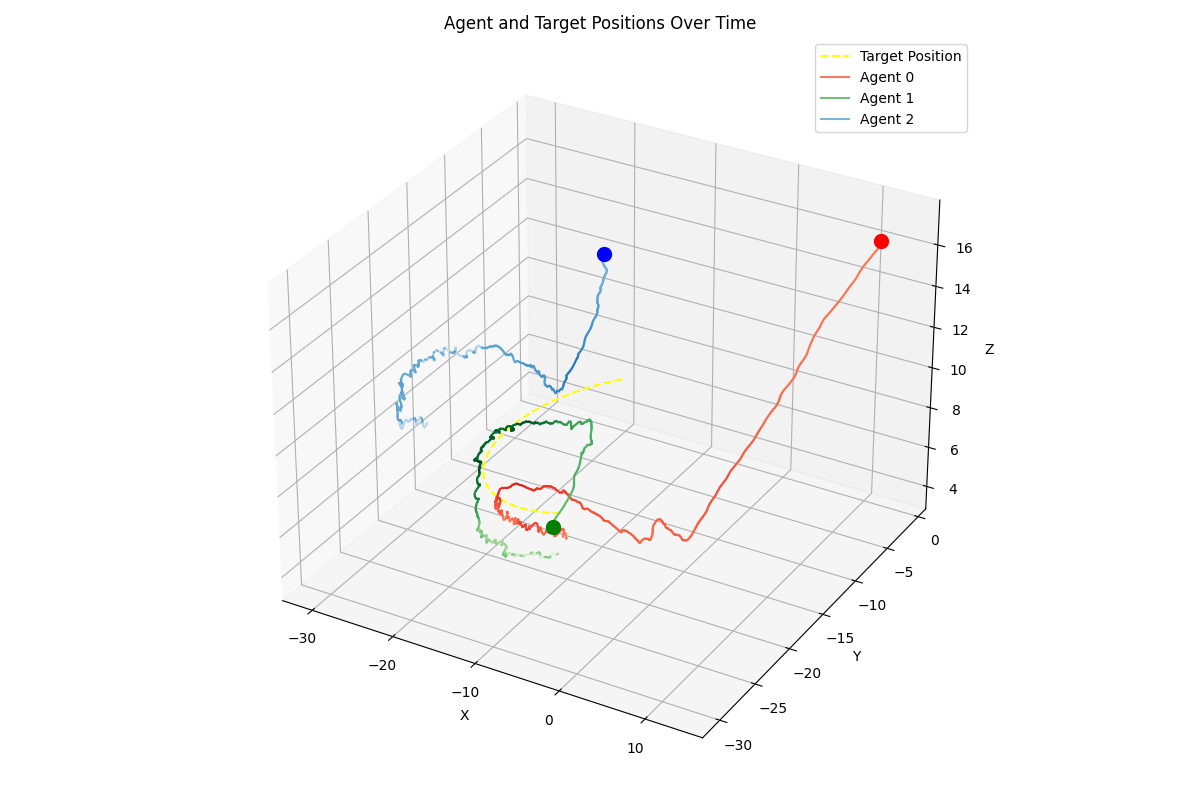 Agent and Target Positions Over Time
Target Position
Agent 0
Agent 1
Agent 2
16
14
12
10
8
6
4
Z
0
−5
−10
−15
−20
−25
−30
Y
−30
−20
−10
0
10
X